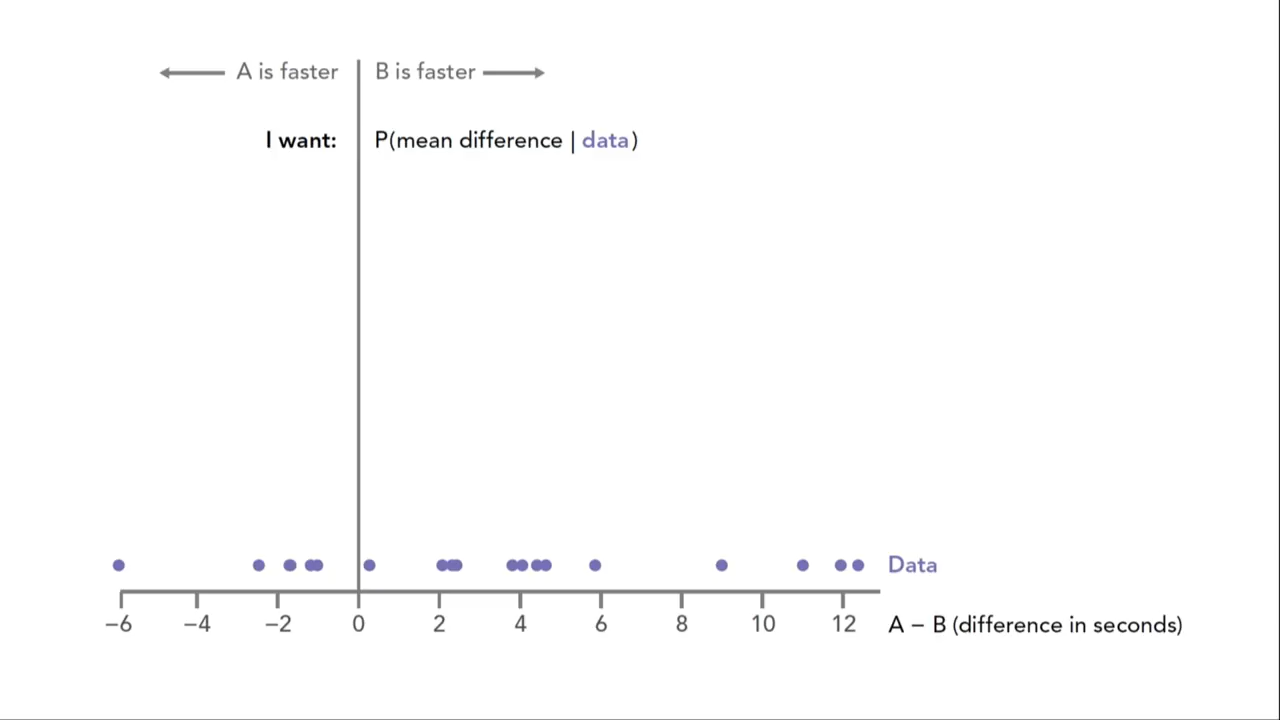 A is faster B is faster
I want: P(mean difference | data)
Data
−6 −4 −2 0 2 4 6 8 10 12 A − B (difference in seconds)